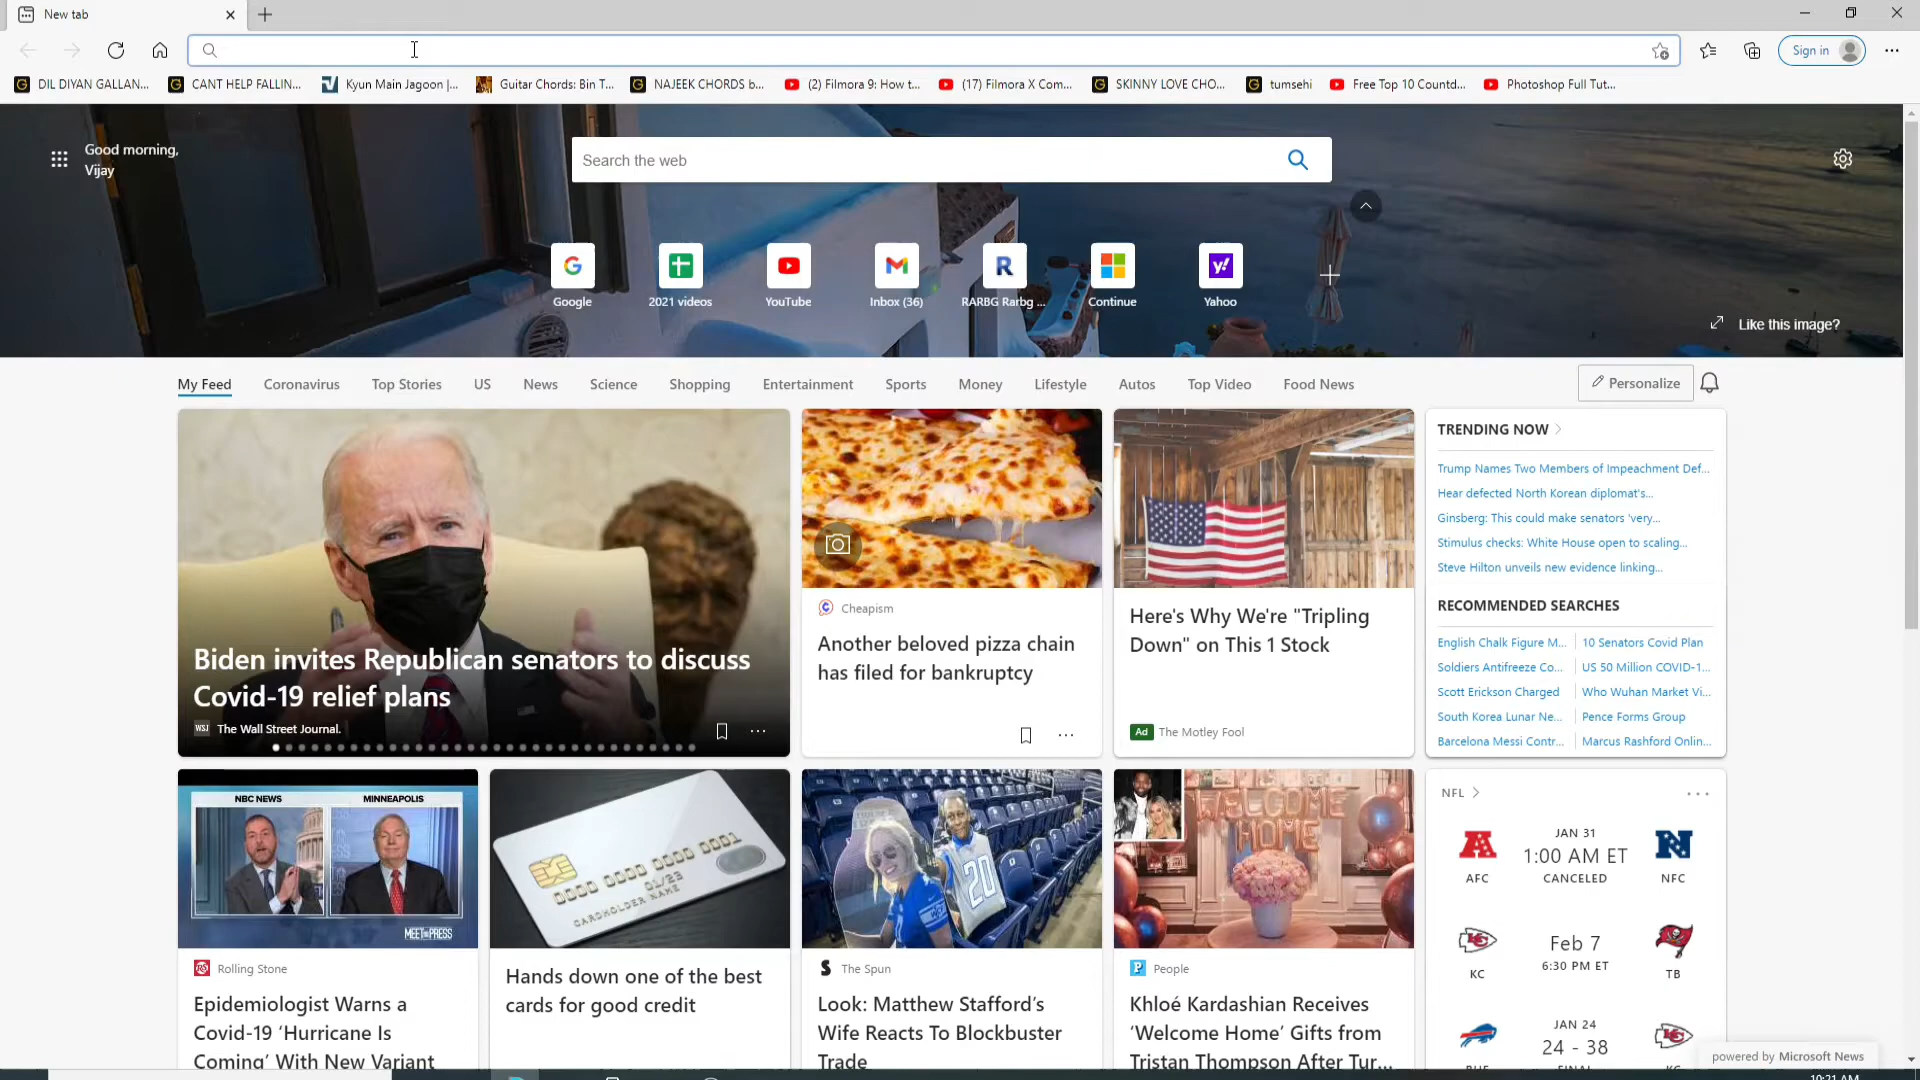 New tab
Sign in
DIL DIYAN GALLAN...
CANT HELP FALLIN...
Kyun Main Jagoon |...
Guitar Chords: Bin T...
NAJEEK CHORDS b...
(2) Filmora 9: How t...
(17) Filmora X Com...
SKINNY LOVE CHO...
tumsehi
Free Top 10 Countd...
Photoshop Full Tut...
Good morning,
Vijay
Search the web
Google
2021 videos
YouTube
Inbox (36)
RARBG Rarbg ...
Continue
Yahoo
Like this image?
My Feed
Coronavirus
Top Stories
US
News
Science
Shopping
Entertainment
Sports
Money
Lifestyle
Autos
Top Video
Food News
Personalize
Biden invites Republican senators to discuss
Covid-19 relief plans
WSJ The Wall Street Journal.
Cheapism
Another beloved pizza chain
has filed for bankruptcy
Here's Why We're "Tripling
Down" on This 1 Stock
Ad The Motley Fool
TRENDING NOW
Trump Names Two Members of Impeachment Def...
Hear defected North Korean diplomat's...
Ginsberg: This could make senators 'very...
Stimulus checks: White House open to scaling...
Steve Hilton unveils new evidence linking...
RECOMMENDED SEARCHES
English Chalk Figure M...
10 Senators Covid Plan
Soldiers Antifreeze Co...
US 50 Million COVID-1...
Scott Erickson Charged
Who Wuhan Market Vi...
South Korea Lunar Ne...
Pence Forms Group
Barcelona Messi Contr...
Marcus Rashford Onlin...
NBC NEWS
MINNEAPOLIS
MEET THE PRESS
Rolling Stone
Epidemiologist Warns a
Covid-19 ‘Hurricane Is
Coming’ With New Variant
0000 0000 0000 0001
01/23
CARDHOLDER NAME
Hands down one of the best
cards for good credit
20
The Spun
Look: Matthew Stafford’s
Wife Reacts To Blockbuster
Trade
WELCOME
HOME
People
Khloé Kardashian Receives
‘Welcome Home’ Gifts from
Tristan Thompson After Tur...
NFL
JAN 31
1:00 AM ET
CANCELED
AFC
NFC
Feb 7
6:30 PM ET
KC
TB
JAN 24
24 - 38
powered by Microsoft News
10:21 AM